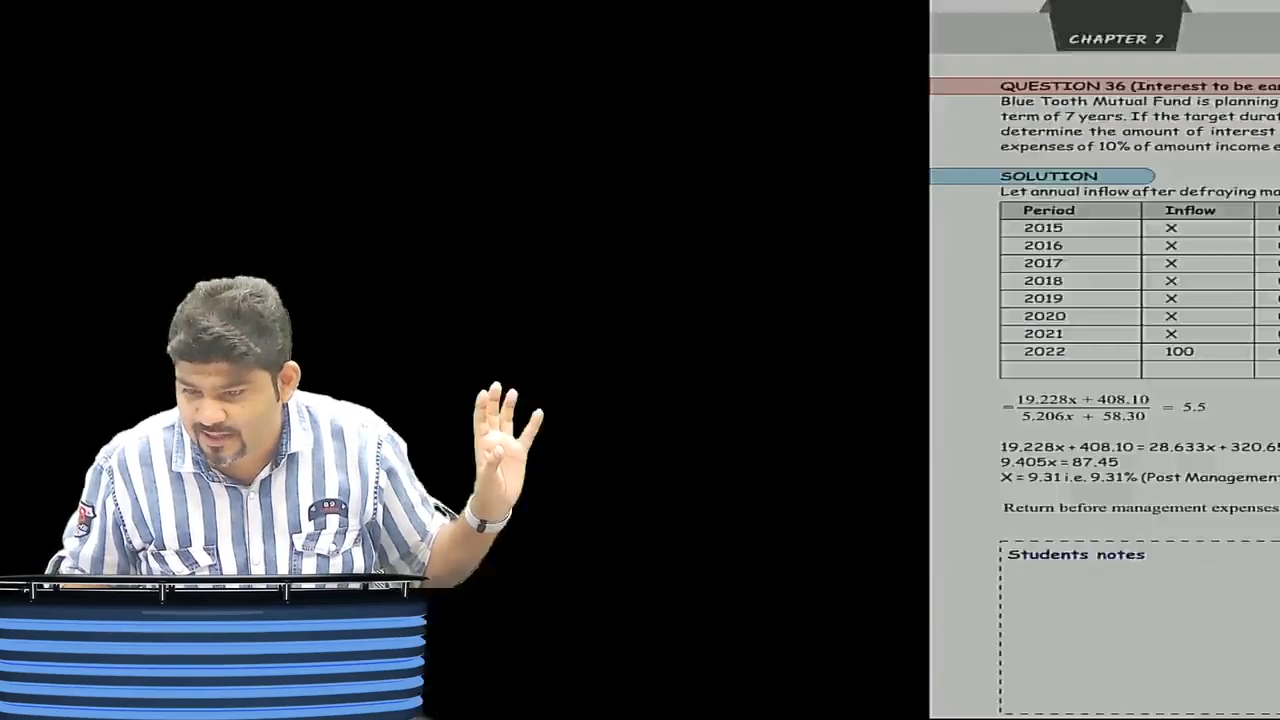 CHAPTER 7
QUESTION 36 (Interest to be ear
Blue Tooth Mutual Fund is planning
term of 7 years. If the target durat
determine the amount of interest
expenses of 10% of amount income e
SOLUTION
Let annual inflow after defraying ma
Period Inflow
2015 X
2016 X
2017 X
2018 X
2019 X
2020 X
2021 X
2022 100
= 19.228x + 408.10 / 5.206x + 58.30 = 5.5
19.228x + 408.10 = 28.633x + 320.65
9.405x = 87.45
X = 9.31 i.e. 9.31% (Post Management
Return before management expenses
Students notes
89